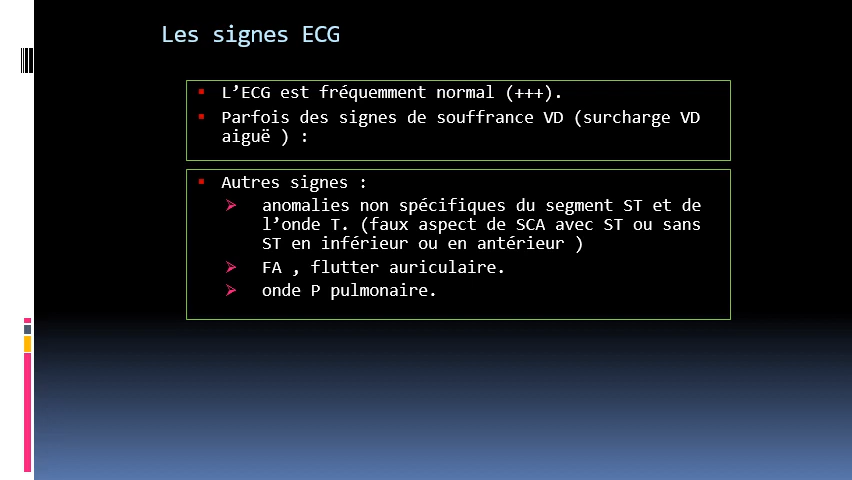 Les signes ECG
L’ECG est fréquemment normal (+++).
Parfois des signes de souffrance VD (surcharge VD
aiguë ) :
Autres signes :
anomalies non spécifiques du segment ST et de
l’onde T. (faux aspect de SCA avec ST ou sans
ST en inférieur ou en antérieur )
FA , flutter auriculaire.
onde P pulmonaire.